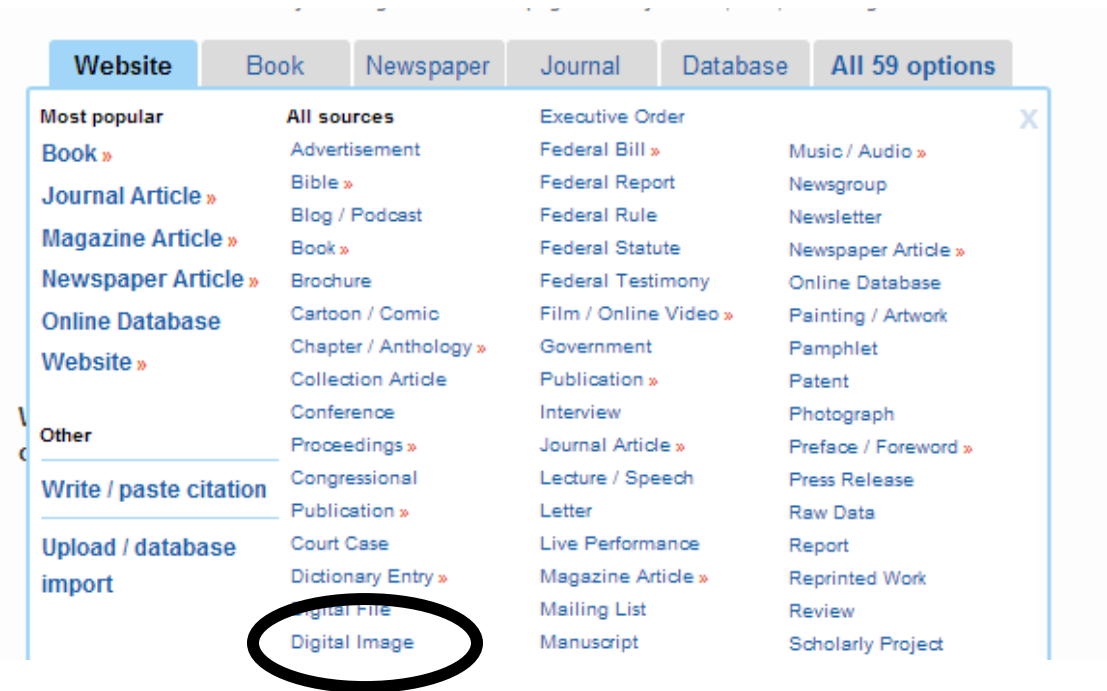 Website Book Newspaper Journal Database All 59 options
Most popular
Book »
Journal Article »
Magazine Article »
Newspaper Article »
Online Database
Website »
Other
Write / paste citation
Upload / database
import
All sources
Advertisement
Bible »
Blog / Podcast
Book »
Brochure
Cartoon / Comic
Chapter / Anthology »
Collection Article
Conference
Proceedings »
Congressional
Publication »
Court Case
Dictionary Entry »
Digital File
Digital Image
Executive Order
Federal Bill »
Federal Report
Federal Rule
Federal Statute
Federal Testimony
Film / Online Video »
Government
Publication »
Interview
Journal Article »
Lecture / Speech
Letter
Live Performance
Magazine Article »
Mailing List
Manuscript
X
Music / Audio »
Newsgroup
Newsletter
Newspaper Article »
Online Database
Painting / Artwork
Pamphlet
Patent
Photograph
Preface / Foreword »
Press Release
Raw Data
Report
Reprinted Work
Review
Scholarly Project